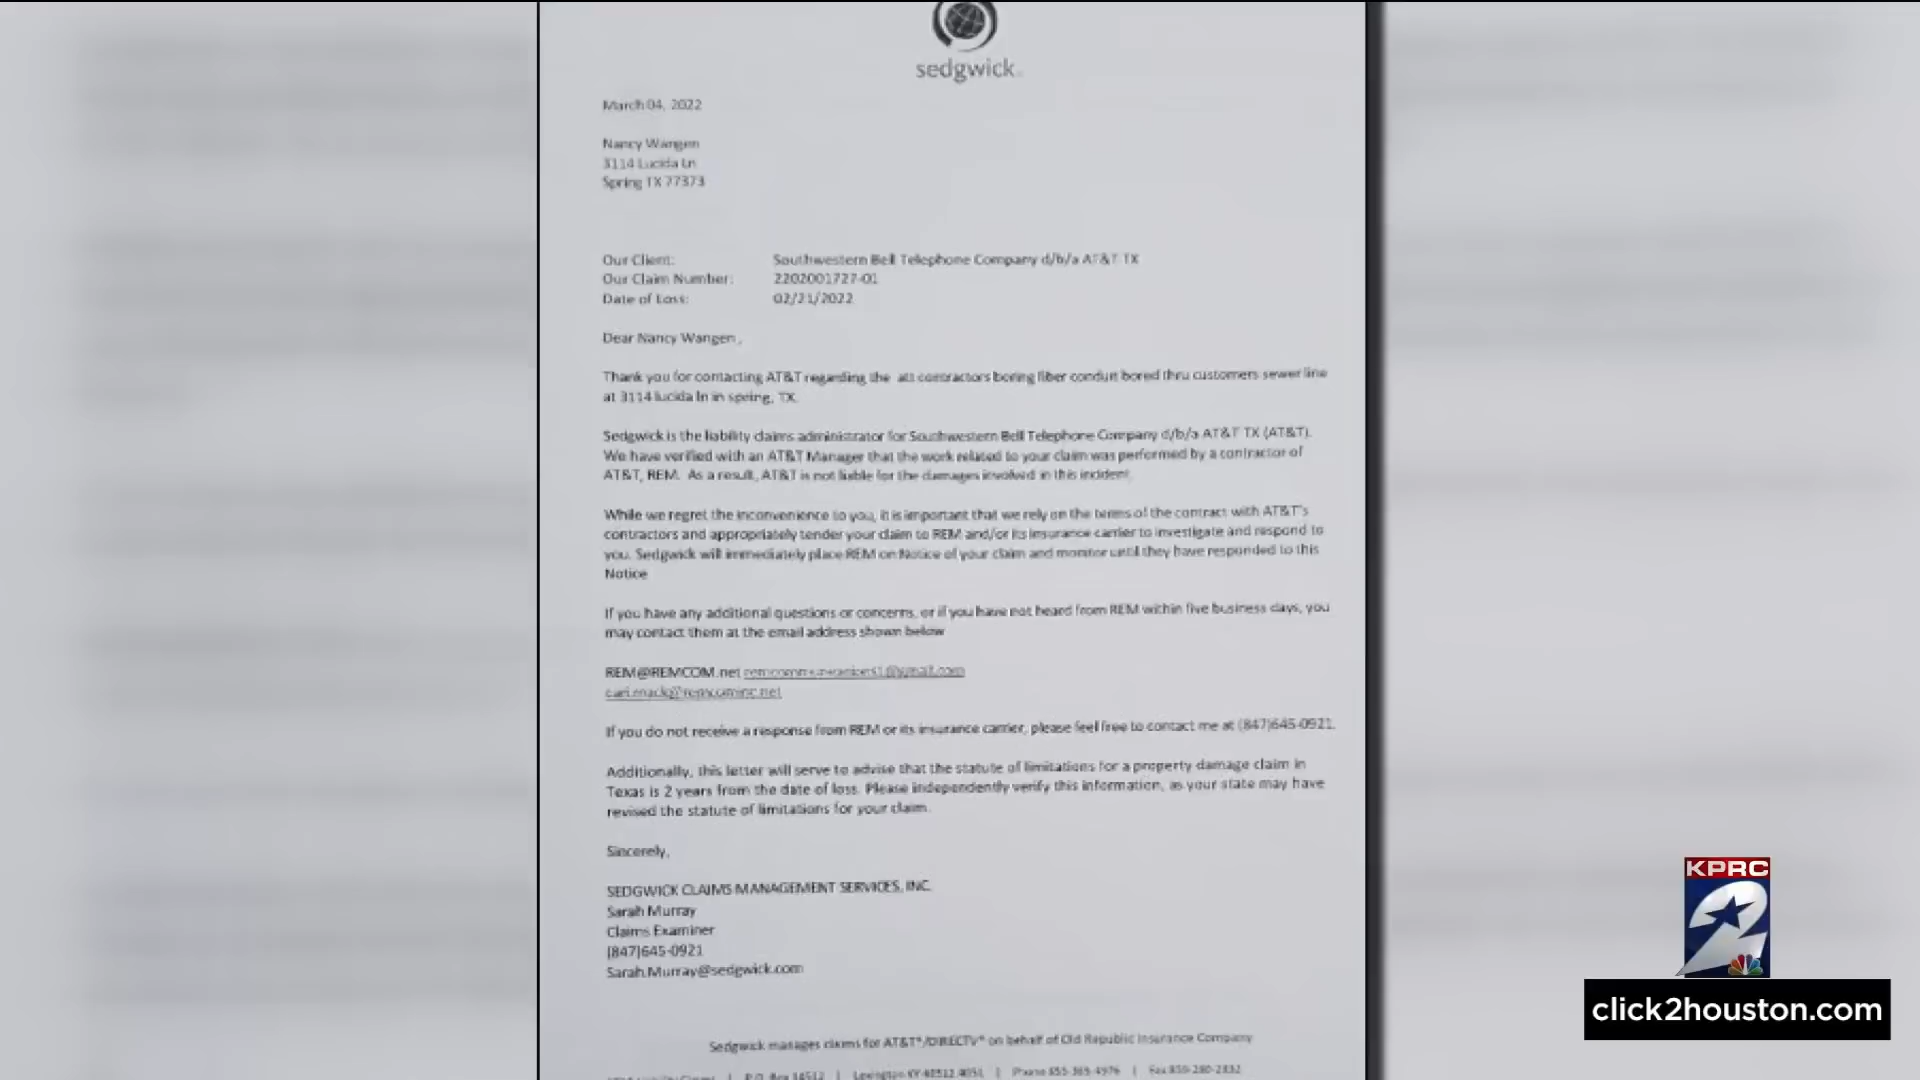 sedgwick
March 04, 2022
Nancy Wangen
3114 Lucida Ln
Spring TX 77373
Our Client: Southwestern Bell Telephone Company d/b/a AT&T TX
Our Claim Number: 2202001727-01
Date of Loss: 02/21/2022
Dear Nancy Wangen,
Thank you for contacting AT&T regarding the att contractors boring fiber conduit bored thru customers sewer line
at 3114 lucida ln in spring, TX.
Sedgwick is the liability claims administrator for Southwestern Bell Telephone Company d/b/a AT&T TX (AT&T).
We have verified with an AT&T Manager that the work related to your claim was performed by a contractor of
AT&T, REM. As a result, AT&T is not liable for the damages involved in this incident.
While we regret the inconvenience to you, it is important that we rely on the terms of the contract with AT&T's
contractors and appropriately tender your claim to REM and/or its insurance carrier to investigate and respond to
you. Sedgwick will immediately place REM on Notice of your claim and monitor until they have responded to this
Notice
If you have any additional questions or concerns, or if you have not heard from REM within five business days, you
may contact them at the email address shown below
REM@REMCOM.net
If you do not receive a response from REM or its insurance carrier, please feel free to contact me at (847)645-0921.
Additionally, this letter will serve to advise that the statute of limitations for a property damage claim in
Texas is 2 years from the date of loss. Please independently verify this information, as your state may have
revised the statute of limitations for your claim.
Sincerely,
SEDGWICK CLAIMS MANAGEMENT SERVICES, INC.
Sarah Murray
Claims Examiner
(847)645-0921
Sarah.Murray@sedgwick.com
Sedgwick manages claims for AT&T®/DIRECTV® on behalf of Old Republic Insurance Company
P.O. Box 14512 | Lexington KY
KPRC
2
click2houston.com